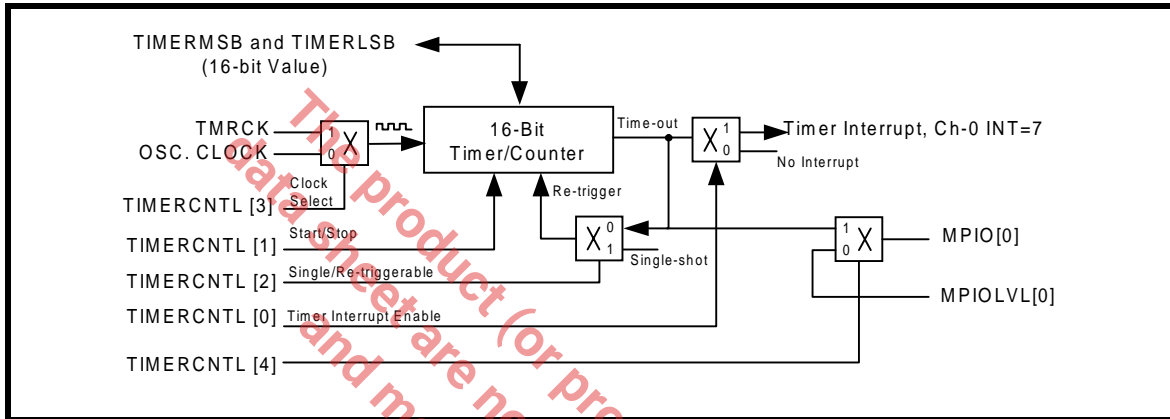 TIMERMSB and TIMERLSB
(16-bit Value)
TMRCK
OSC. CLOCK
1
0
X
Clock
Select
16-Bit
Timer/Counter
Time-out
X
1
0
Timer Interrupt, Ch-0 INT=7
No Interrupt
Re-trigger
TIMERCNTL [3]
TIMERCNTL [1]
Start/Stop
X
0
1
Single-shot
1
0
X
MPIO[0]
TIMERCNTL [2]
Single/Re-triggerable
MPIOLVL[0]
TIMERCNTL [0]
Timer Interrupt Enable
TIMERCNTL [4]
The product (or pro
data sheet are no
and m